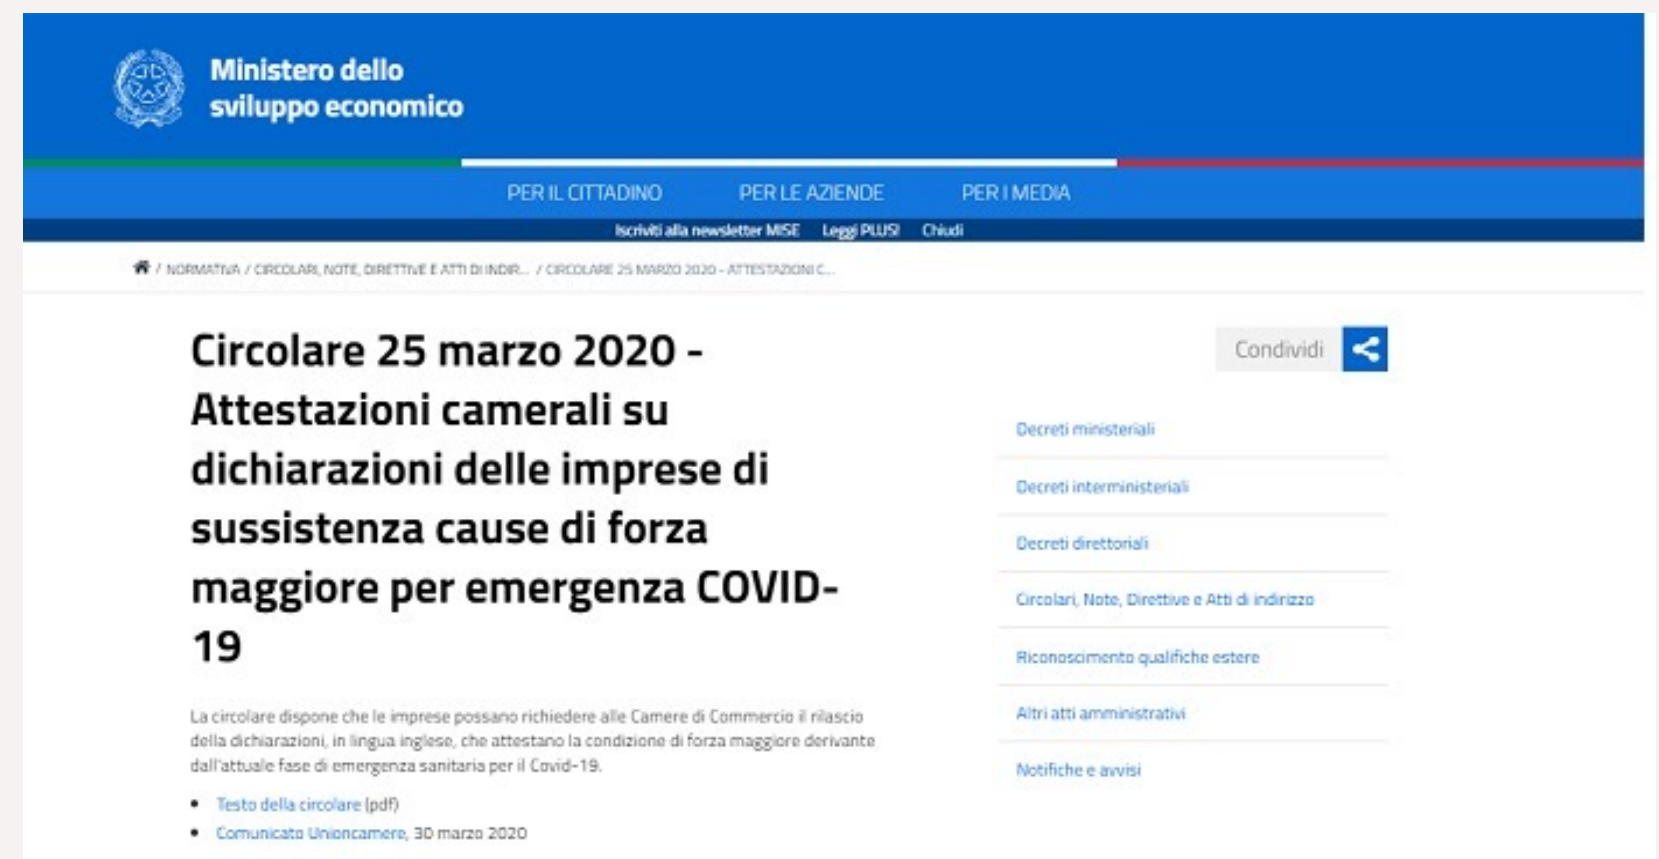 Ministero dello
sviluppo economico
PER IL CITTADINO PER LE AZIENDE PER I MEDIA
Iscriviti alla newsletter MISE Leggi PLUS! Chiudi
/ NORMATIVA / CIRCOLARI, NOTE, DIRETTIVE E ATTI DI INDIR... / CIRCOLARE 25 MARZO 2020 - ATTESTAZIONI C...
Circolare 25 marzo 2020 -
Attestazioni camerali su
dichiarazioni delle imprese di
sussistenza cause di forza
maggiore per emergenza COVID-
19
La circolare dispone che le imprese possano richiedere alle Camere di Commercio il rilascio
della dichiarazioni, in lingua inglese, che attestano la condizione di forza maggiore derivante
dall'attuale fase di emergenza sanitaria per il Covid-19.
• Testo della circolare (pdf)
• Comunicato Unioncamere, 30 marzo 2020
Condividi
Decreti ministeriali
Decreti interministeriali
Decreti direttoriali
Circolari, Note, Direttive e Atti di indirizzo
Riconoscimento qualifiche estere
Altri atti amministrativi
Notifiche e avvisi